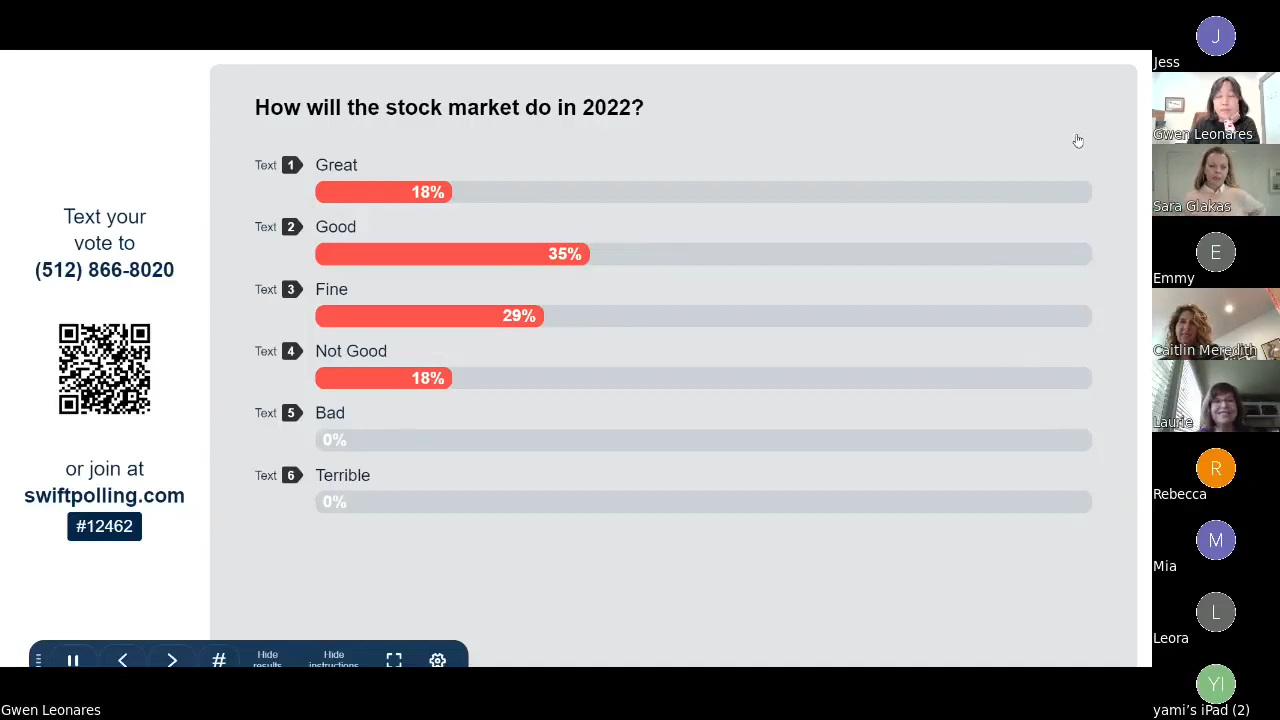 Text your
vote to
(512) 866-8020
or join at
swiftpolling.com
#12462
How will the stock market do in 2022?
Text 1 Great
18%
Text 2 Good
35%
Text 3 Fine
29%
Text 4 Not Good
18%
Text 5 Bad
0%
Text 6 Terrible
0%
#
Hide
results
Hide
instructions
Gwen Leonares
J
Jess
Gwen Leonares
Sara Glakas
E
Emmy
Caitlin Meredith
Laurie
R
Rebecca
M
Mia
L
Leora
YI
yami’s iPad (2)